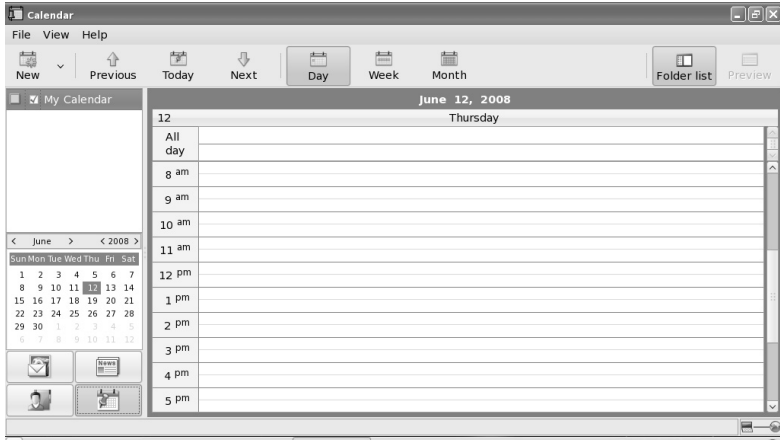 Calendar
File View Help
New Previous Today Next Day Week Month Folder list Preview
My Calendar
June 12, 2008
12 Thursday
All day
8 am
9 am
10 am
11 am
12 pm
1 pm
2 pm
3 pm
4 pm
5 pm
< June > < 2008 >
Sun Mon Tue Wed Thu Fri Sat
1 2 3 4 5 6 7
8 9 10 11 12 13 14
15 16 17 18 19 20 21
22 23 24 25 26 27 28
29 30 1 2 3 4 5
6 7 8 9 10 11 12
News